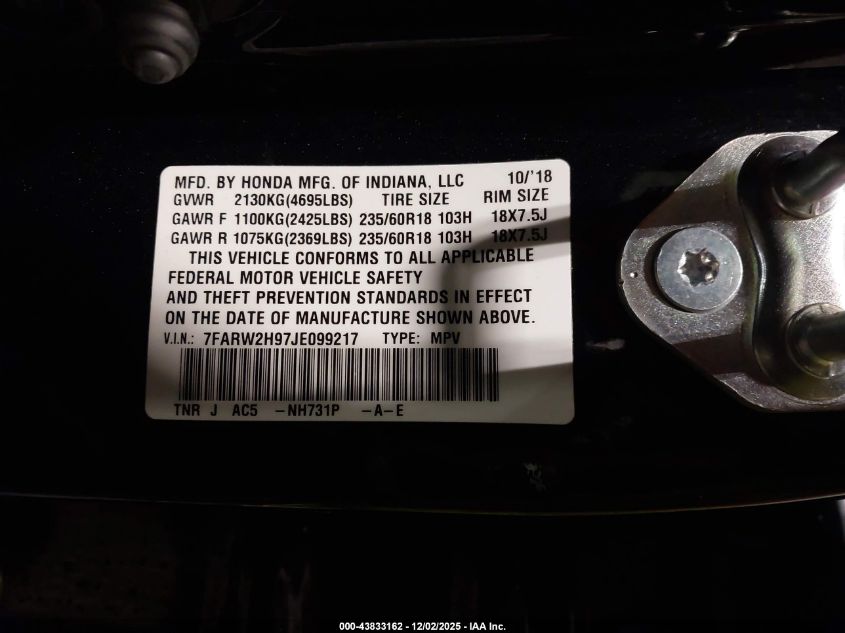 MFD. BY HONDA MFG. OF INDIANA, LLC 10/'18
GVWR 2130KG(4695LBS) TIRE SIZE RIM SIZE
GAWR F 1100KG(2425LBS) 235/60R18 103H 18X7.5J
GAWR R 1075KG(2369LBS) 235/60R18 103H 18X7.5J
THIS VEHICLE CONFORMS TO ALL APPLICABLE
FEDERAL MOTOR VEHICLE SAFETY
AND THEFT PREVENTION STANDARDS IN EFFECT
ON THE DATE OF MANUFACTURE SHOWN ABOVE.
V.I.N.: 7FARW2H97JE099217 TYPE: MPV
TNR J AC5 -NH731P -A-E
000-43833162 - 12/02/2025 - IAA Inc.